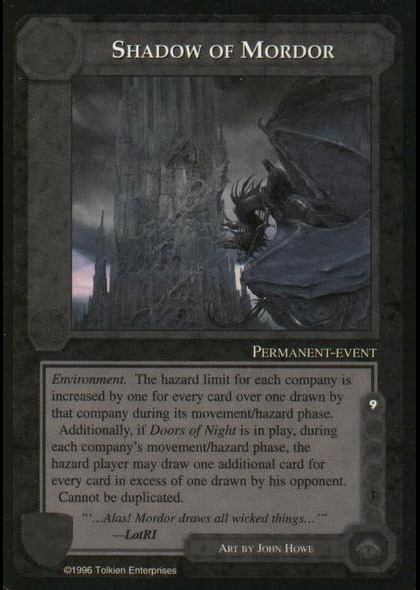 SHADOW OF MORDOR
PERMANENT-EVENT
Environment. The hazard limit for each company is
increased by one for every card over one drawn by
that company during its movement/hazard phase.
Additionally, if Doors of Night is in play, during
each company's movement/hazard phase, the
hazard player may draw one additional card for
every card in excess of one drawn by his opponent.
Cannot be duplicated.
9
"'...Alas! Mordor draws all wicked things...'"
—LotRI
ART BY JOHN HOWE
©1996 Tolkien Enterprises